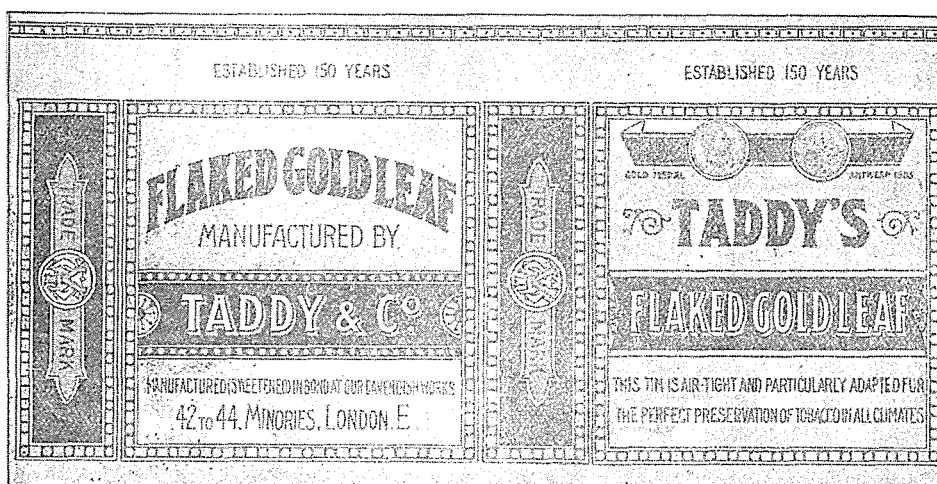 ESTABLISHED 150 YEARS
TRADE MARK
FLAKED GOLD LEAF
MANUFACTURED BY
TADDY & Co.
MANUFACTURED & SWEETENED IN BOND AT OUR CAVENDISH WORKS
42 TO 44, MINORIES, LONDON. E.
TRADE MARK
ESTABLISHED 150 YEARS
GOLD MEDAL
ANTWERP 1885
TADDY'S
FLAKED GOLD LEAF
THIS TIN IS AIR-TIGHT AND PARTICULARLY ADAPTED FOR
THE PERFECT PRESERVATION OF TOBACCO IN ALL CLIMATES